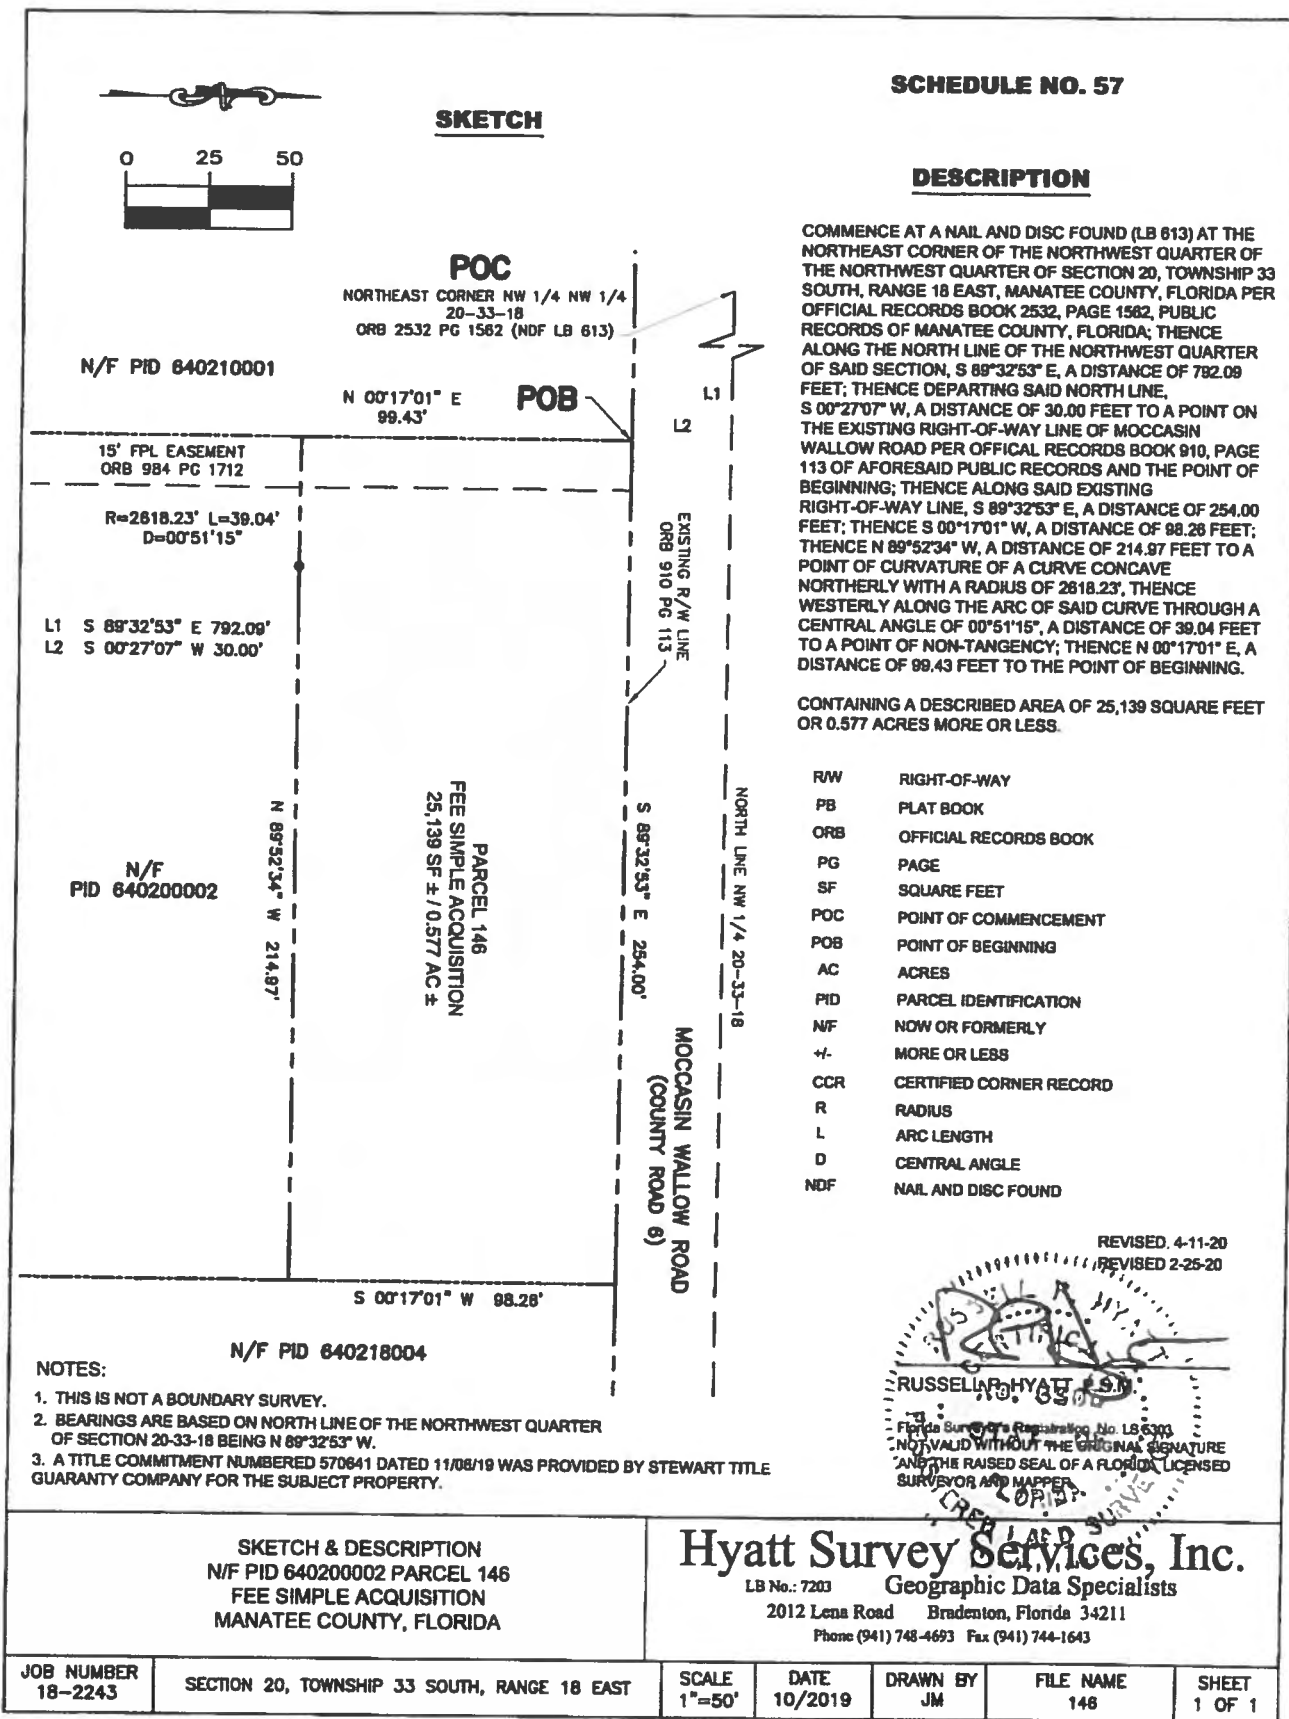 SCHEDULE NO. 57
SKETCH
0 25 50
DESCRIPTION
COMMENCE AT A NAIL AND DISC FOUND (LB 613) AT THE
NORTHEAST CORNER OF THE NORTHWEST QUARTER OF
THE NORTHWEST QUARTER OF SECTION 20, TOWNSHIP 33
SOUTH, RANGE 18 EAST, MANATEE COUNTY, FLORIDA PER
OFFICIAL RECORDS BOOK 2532, PAGE 1562, PUBLIC
RECORDS OF MANATEE COUNTY, FLORIDA; THENCE
ALONG THE NORTH LINE OF THE NORTHWEST QUARTER
OF SAID SECTION, S 89°32'53" E, A DISTANCE OF 792.09
FEET; THENCE DEPARTING SAID NORTH LINE,
S 00°27'07" W, A DISTANCE OF 30.00 FEET TO A POINT ON
THE EXISTING RIGHT-OF-WAY LINE OF MOCCASIN
WALLOW ROAD PER OFFICAL RECORDS BOOK 910, PAGE
113 OF AFORESAID PUBLIC RECORDS AND THE POINT OF
BEGINNING; THENCE ALONG SAID EXISTING
RIGHT-OF-WAY LINE, S 89°32'53" E, A DISTANCE OF 254.00
FEET; THENCE S 00°17'01" W, A DISTANCE OF 98.26 FEET;
THENCE N 89°52'34" W, A DISTANCE OF 214.97 FEET TO A
POINT OF CURVATURE OF A CURVE CONCAVE
NORTHERLY WITH A RADIUS OF 2618.23', THENCE
WESTERLY ALONG THE ARC OF SAID CURVE THROUGH A
CENTRAL ANGLE OF 00°51'15", A DISTANCE OF 39.04 FEET
TO A POINT OF NON-TANGENCY; THENCE N 00°17'01" E, A
DISTANCE OF 99.43 FEET TO THE POINT OF BEGINNING.
CONTAINING A DESCRIBED AREA OF 25,139 SQUARE FEET
OR 0.577 ACRES MORE OR LESS.
POC
NORTHEAST CORNER NW 1/4 NW 1/4
20-33-18
ORB 2532 PG 1562 (NDF LB 613)
N/F PID 640210001
N 00°17'01" E
99.43'
POB
L1
L2
15' FPL EASEMENT
ORB 984 PG 1712
R=2618.23' L=39.04'
D=00°51'15"
L1 S 89°32'53" E 792.09'
L2 S 00°27'07" W 30.00'
EXISTING R/W LINE
ORB 910 PG 113
N/F
PID 640200002
N 89°52'34" W 214.97'
PARCEL 146
FEE SIMPLE ACQUISITION
25,139 SF ± / 0.577 AC ±
S 89°32'53" E 254.00'
NORTH LINE NW 1/4 20-33-18
MOCCASIN WALLOW ROAD
(COUNTY ROAD 6)
S 00°17'01" W 98.26'
N/F PID 640218004
R/W RIGHT-OF-WAY
PB PLAT BOOK
ORB OFFICIAL RECORDS BOOK
PG PAGE
SF SQUARE FEET
POC POINT OF COMMENCEMENT
POB POINT OF BEGINNING
AC ACRES
PID PARCEL IDENTIFICATION
N/F NOW OR FORMERLY
+/- MORE OR LESS
CCR CERTIFIED CORNER RECORD
R RADIUS
L ARC LENGTH
D CENTRAL ANGLE
NDF NAIL AND DISC FOUND
REVISED. 4-11-20
REVISED 2-25-20
RUSSELL P. HYATT P.S.M.
Florida Surveyor's Registration No. LS 5303
NOT VALID WITHOUT THE ORIGINAL SIGNATURE
AND THE RAISED SEAL OF A FLORIDA LICENSED
SURVEYOR AND MAPPER
NOTES:
1. THIS IS NOT A BOUNDARY SURVEY.
2. BEARINGS ARE BASED ON NORTH LINE OF THE NORTHWEST QUARTER
OF SECTION 20-33-18 BEING N 89°32'53" W.
3. A TITLE COMMITMENT NUMBERED 570641 DATED 11/08/19 WAS PROVIDED BY STEWART TITLE
GUARANTY COMPANY FOR THE SUBJECT PROPERTY.
SKETCH & DESCRIPTION
N/F PID 640200002 PARCEL 146
FEE SIMPLE ACQUISITION
MANATEE COUNTY, FLORIDA
Hyatt Survey Services, Inc.
LB No.: 7203 Geographic Data Specialists
2012 Lena Road Bradenton, Florida 34211
Phone (941) 748-4693 Fax (941) 744-1643
JOB NUMBER
18-2243
SECTION 20, TOWNSHIP 33 SOUTH, RANGE 18 EAST
SCALE
1"=50'
DATE
10/2019
DRAWN BY
JM
FILE NAME
146
SHEET
1 OF 1